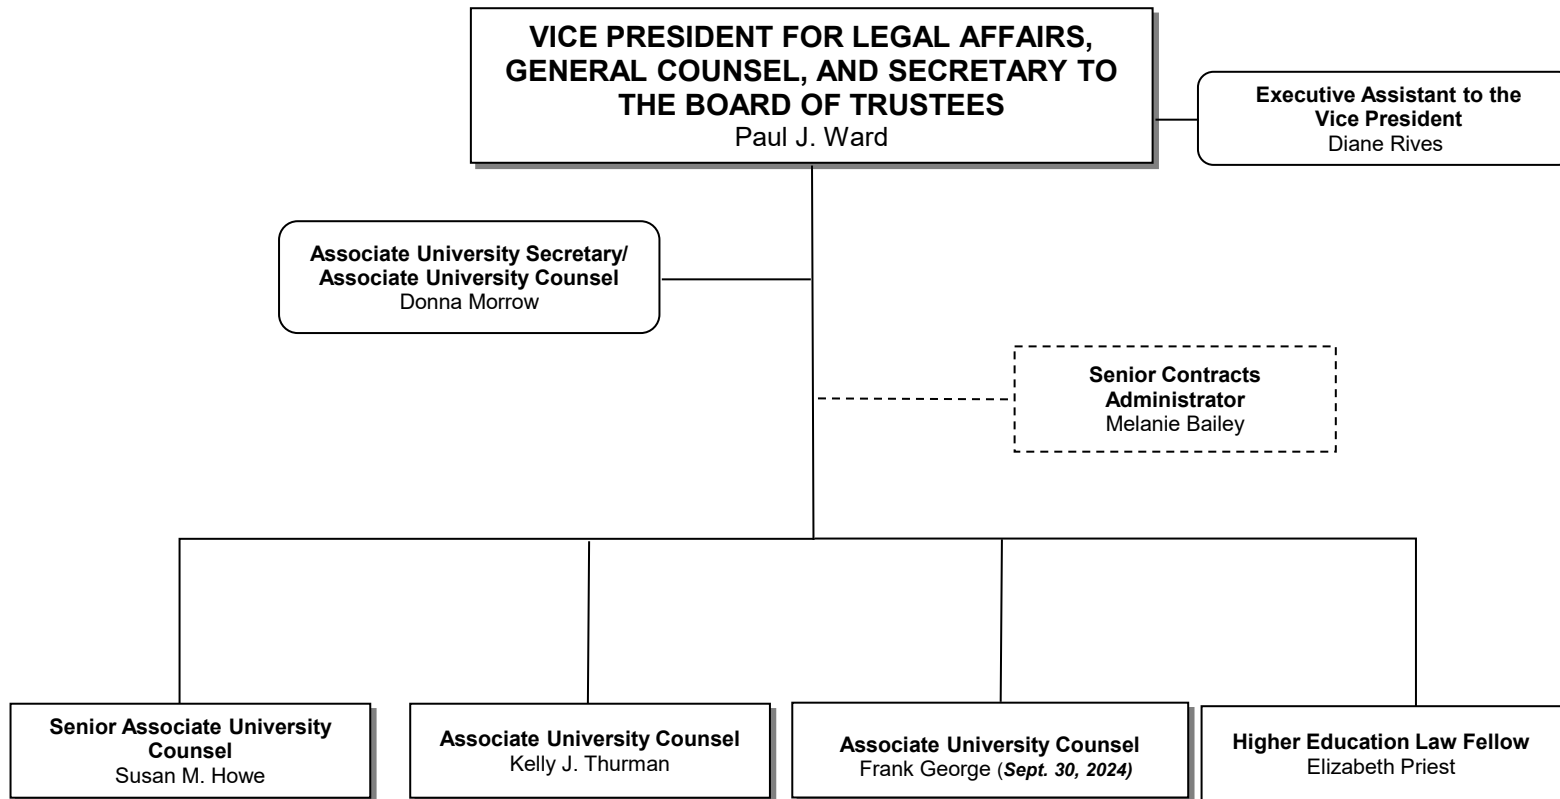 VICE PRESIDENT FOR LEGAL AFFAIRS,
GENERAL COUNSEL, AND SECRETARY TO
THE BOARD OF TRUSTEES
Paul J. Ward
Executive Assistant to the
Vice President
Diane Rives
Associate University Secretary/
Associate University Counsel
Donna Morrow
Senior Contracts
Administrator
Melanie Bailey
Senior Associate University
Counsel
Susan M. Howe
Associate University Counsel
Kelly J. Thurman
Associate University Counsel
Frank George (Sept. 30, 2024)
Higher Education Law Fellow
Elizabeth Priest